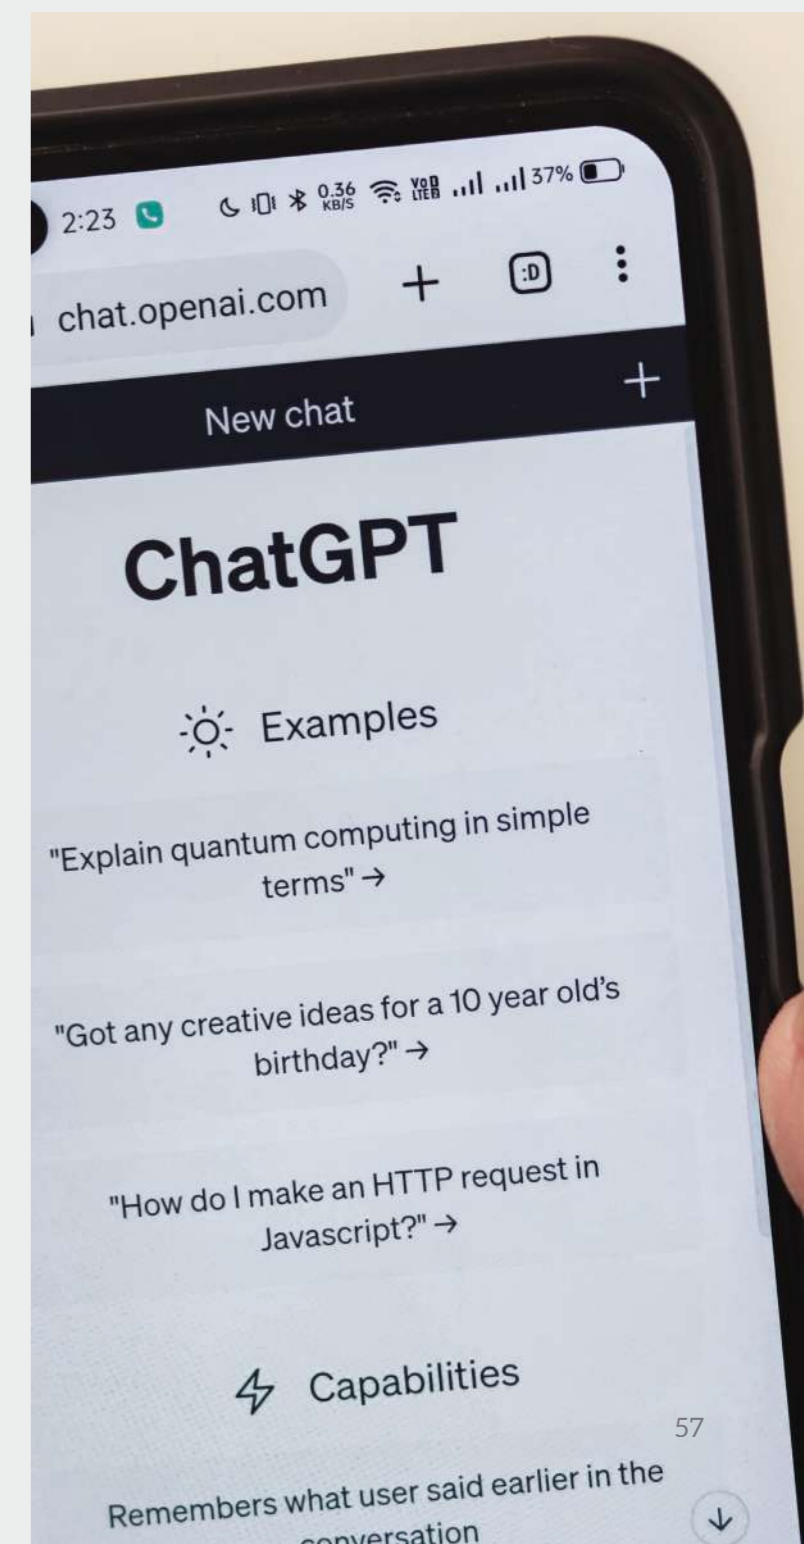 2:23 0.36 KB/S VoD LTE 37%
chat.openai.com :D
New chat
ChatGPT
Examples
"Explain quantum computing in simple
terms" →
"Got any creative ideas for a 10 year old's
birthday?" →
"How do I make an HTTP request in
Javascript?" →
Capabilities
57
Remembers what user said earlier in the
conversation